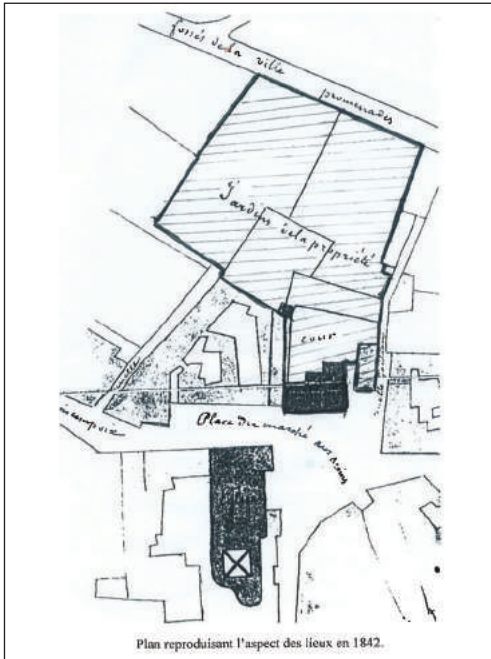 fossés de la ville
promenades
Jardins de la propriété
cour
Place du marché aux
Plan reproduisant l'aspect des lieux en 1842.